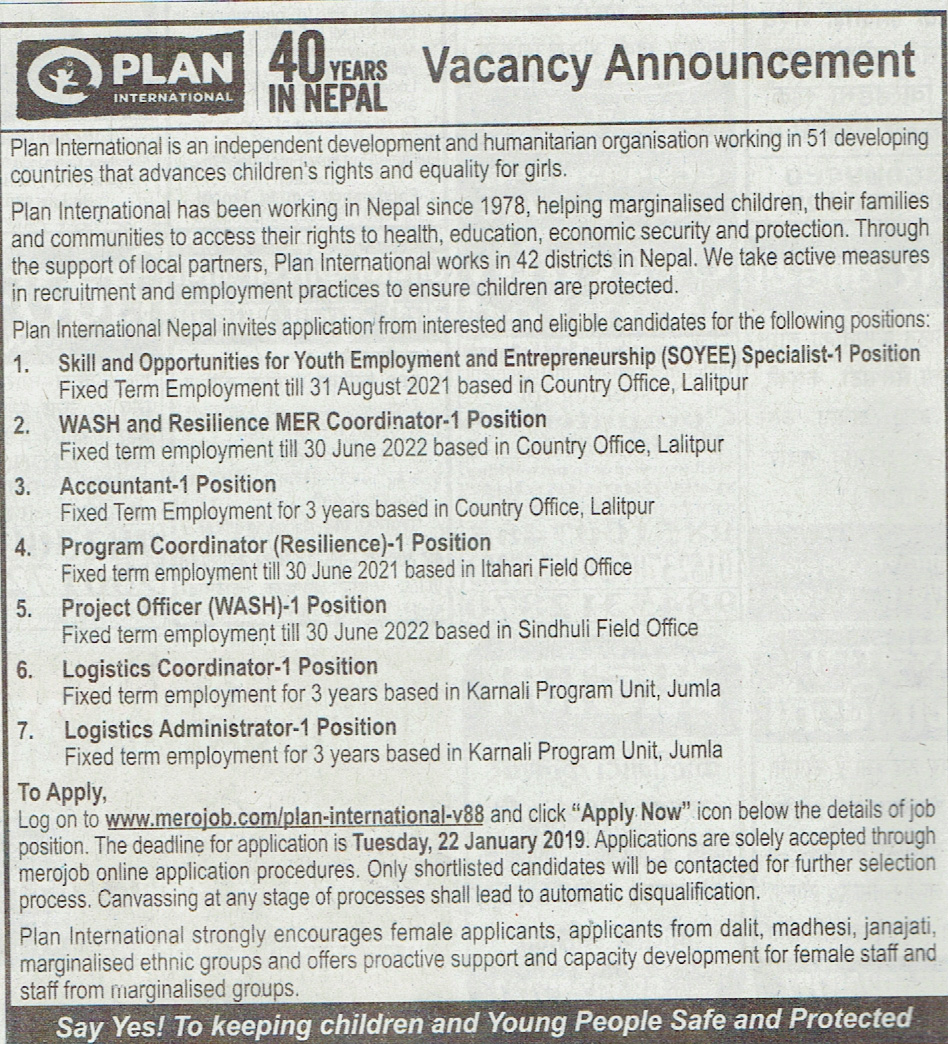 PLAN
INTERNATIONAL
40 YEARS
IN NEPAL
Vacancy Announcement
Plan International is an independent development and humanitarian organisation working in 51 developing
countries that advances children's rights and equality for girls.
Plan International has been working in Nepal since 1978, helping marginalised children, their families
and communities to access their rights to health, education, economic security and protection. Through
the support of local partners, Plan International works in 42 districts in Nepal. We take active measures
in recruitment and employment practices to ensure children are protected.
Plan International Nepal invites application from interested and eligible candidates for the following positions:
1. Skill and Opportunities for Youth Employment and Entrepreneurship (SOYEE) Specialist-1 Position
Fixed Term Employment till 31 August 2021 based in Country Office, Lalitpur
2. WASH and Resilience MER Coordinator-1 Position
Fixed term employment till 30 June 2022 based in Country Office, Lalitpur
3. Accountant-1 Position
Fixed Term Employment for 3 years based in Country Office, Lalitpur
4. Program Coordinator (Resilience)-1 Position
Fixed term employment till 30 June 2021 based in Itahari Field Office
5. Project Officer (WASH)-1 Position
Fixed term employment till 30 June 2022 based in Sindhuli Field Office
6. Logistics Coordinator-1 Position
Fixed term employment for 3 years based in Karnali Program Unit, Jumla
7. Logistics Administrator-1 Position
Fixed term employment for 3 years based in Karnali Program Unit, Jumla
To Apply,
Log on to www.merojob.com/plan-international-v88 and click "Apply Now" icon below the details of job
position. The deadline for application is Tuesday, 22 January 2019. Applications are solely accepted through
merojob online application procedures. Only shortlisted candidates will be contacted for further selection
process. Canvassing at any stage of processes shall lead to automatic disqualification.
Plan International strongly encourages female applicants, applicants from dalit, madhesi, janajati,
marginalised ethnic groups and offers proactive support and capacity development for female staff and
staff from marginalised groups.
Say Yes! To keeping children and Young People Safe and Protected